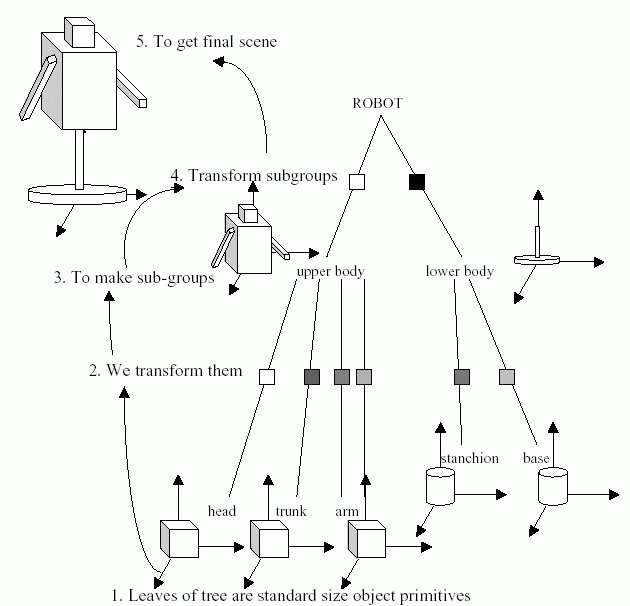 5. To get final scene
ROBOT
4. Transform subgroups
3. To make sub-groups
upper body
lower body
2. We transform them
stanchion
base
head
trunk
arm
1. Leaves of tree are standard size object primitives